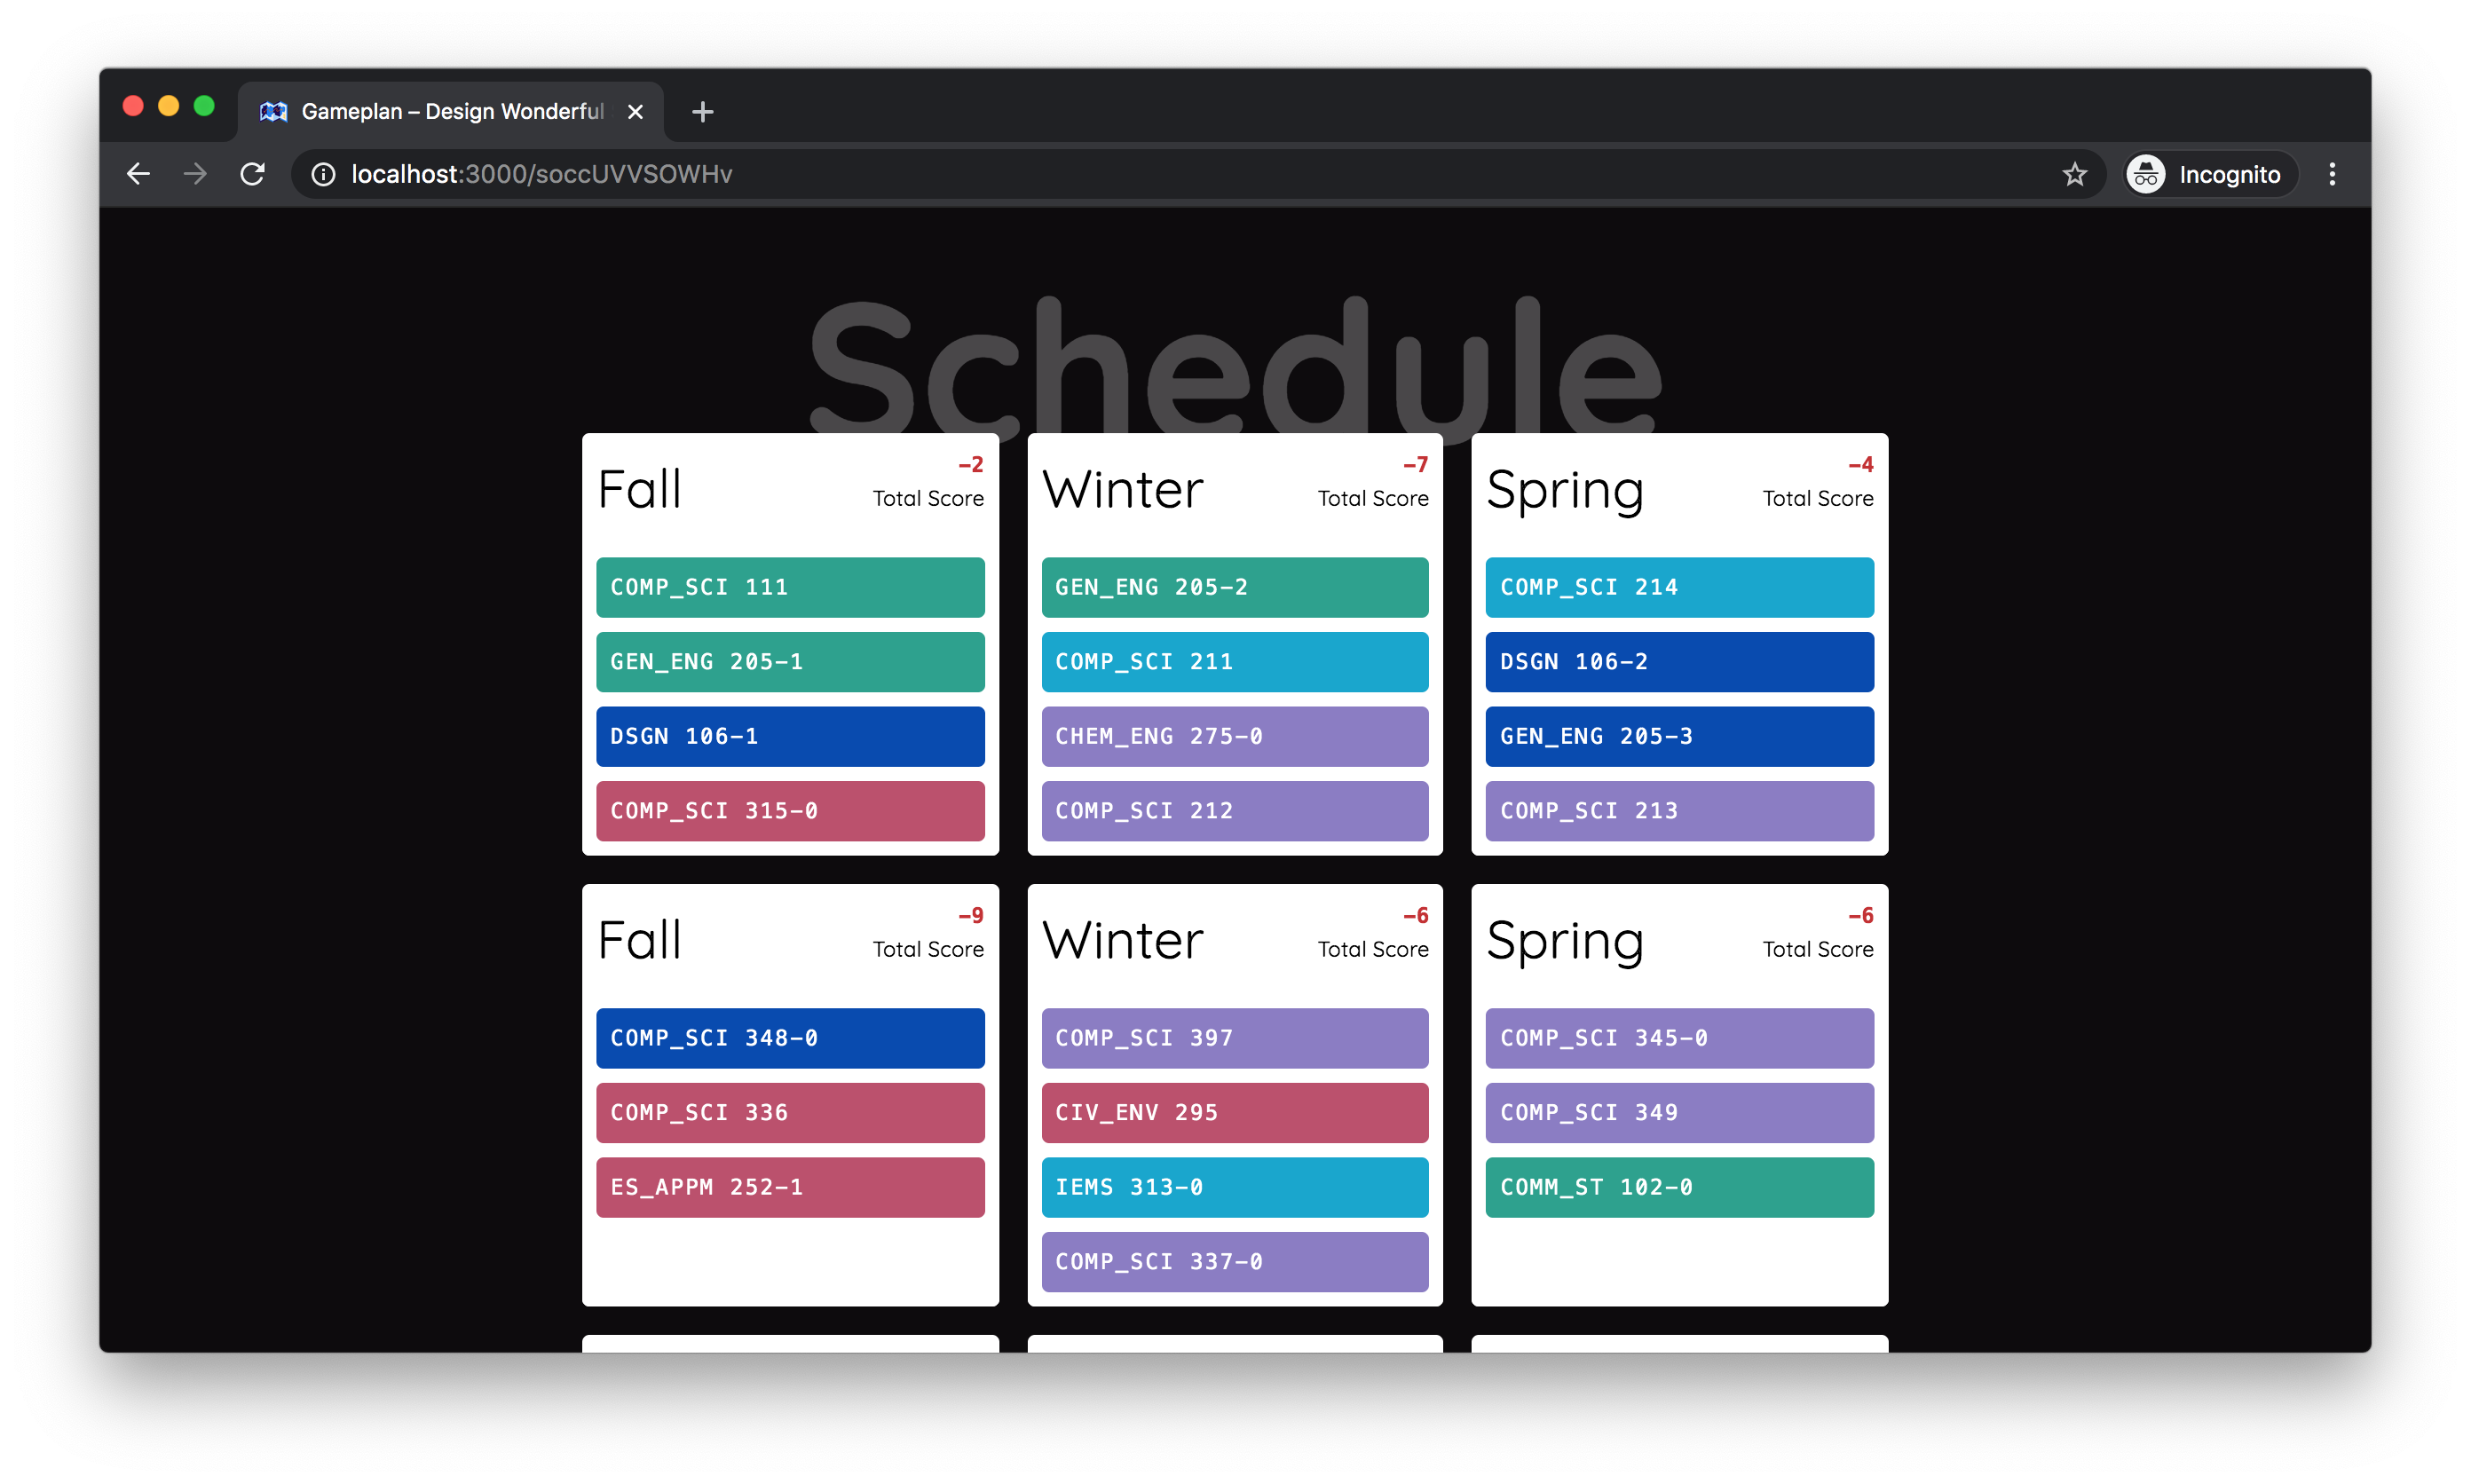 Gameplan – Design Wonderful
localhost:3000/soccUVVSOWHv
Incognito
Schedule
Fall
-2
Total Score
COMP_SCI 111
GEN_ENG 205-1
DSGN 106-1
COMP_SCI 315-0
Winter
-7
Total Score
GEN_ENG 205-2
COMP_SCI 211
CHEM_ENG 275-0
COMP_SCI 212
Spring
-4
Total Score
COMP_SCI 214
DSGN 106-2
GEN_ENG 205-3
COMP_SCI 213
Fall
-9
Total Score
COMP_SCI 348-0
COMP_SCI 336
ES_APPM 252-1
Winter
-6
Total Score
COMP_SCI 397
CIV_ENV 295
IEMS 313-0
COMP_SCI 337-0
Spring
-6
Total Score
COMP_SCI 345-0
COMP_SCI 349
COMM_ST 102-0